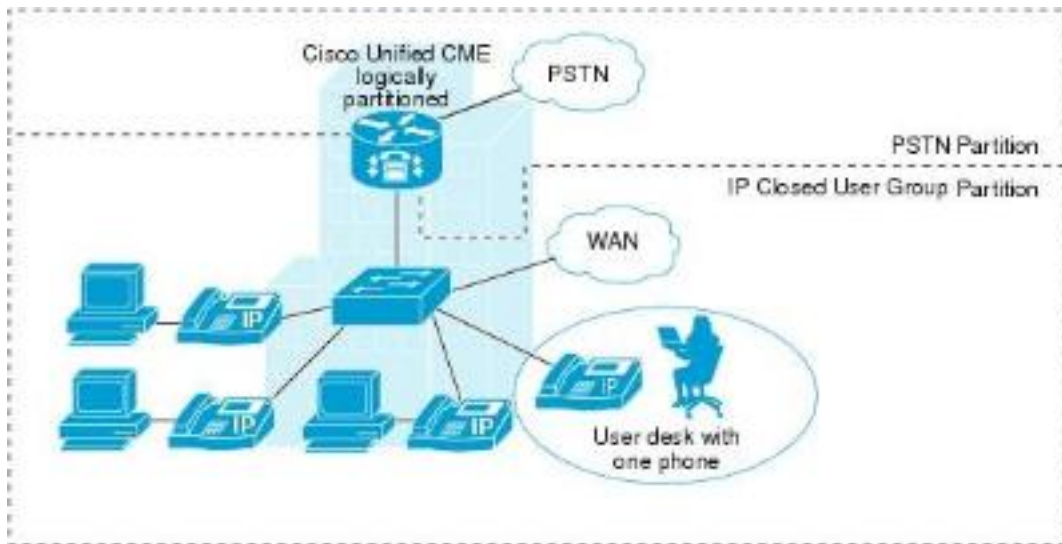 Cisco Unified CME
logically
partitioned
PSTN
PSTN Partition
IP Closed User Group Partition
WAN
IP
IP
IP
IP
User desk with
one phone